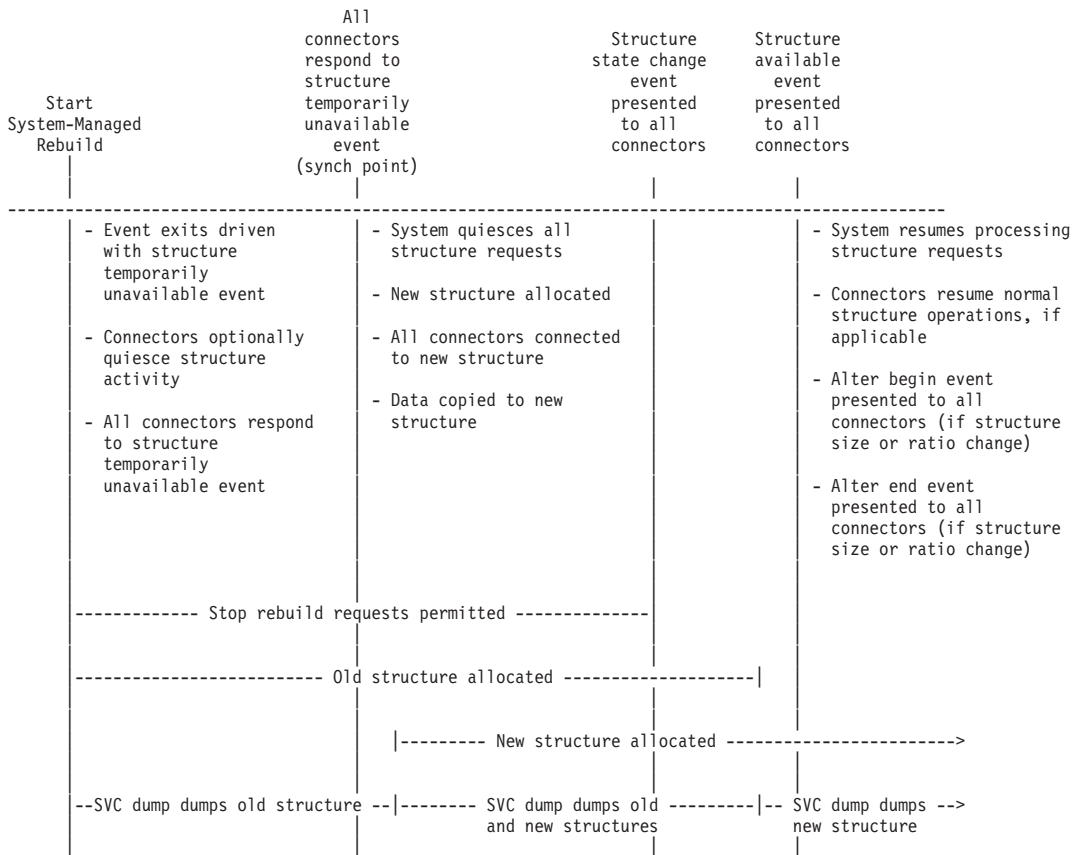 All
connectors
respond to
structure
temporarily
unavailable
event
(synch point)
Structure
state change
event
presented
to all
connectors
Structure
available
event
presented
to all
connectors
Start
System-Managed
Rebuild
- Event exits driven
with structure
temporarily
unavailable event
- Connectors optionally
quiesce structure
activity
- All connectors respond
to structure
temporarily
unavailable event
- System quiesces all
structure requests
- New structure allocated
- All connectors connected
to new structure
- Data copied to new
structure
- System resumes processing
structure requests
- Connectors resume normal
structure operations, if
applicable
- Alter begin event
presented to all
connectors (if structure
size or ratio change)
- Alter end event
presented to all
connectors (if structure
size or ratio change)
Stop rebuild requests permitted
Old structure allocated
New structure allocated
SVC dump dumps old structure
SVC dump dumps old
and new structures
SVC dump dumps
new structure